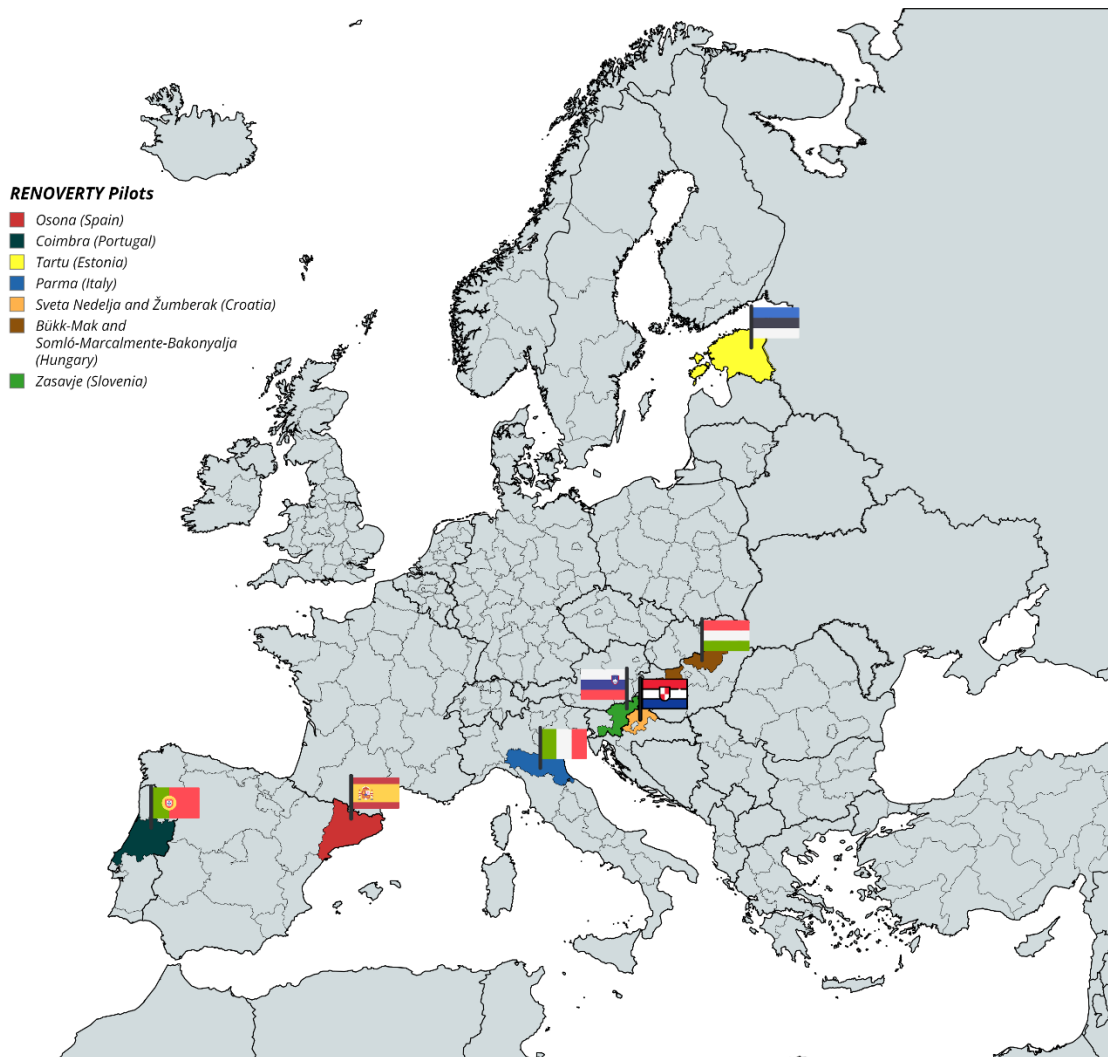 RENOVERTY Pilots
Osona (Spain)
Coimbra (Portugal)
Tartu (Estonia)
Parma (Italy)
Sveta Nedelja and Žumberak (Croatia)
Bükk-Mak and
Somló-Marcalmente-Bakonyalja
(Hungary)
Zasavje (Slovenia)